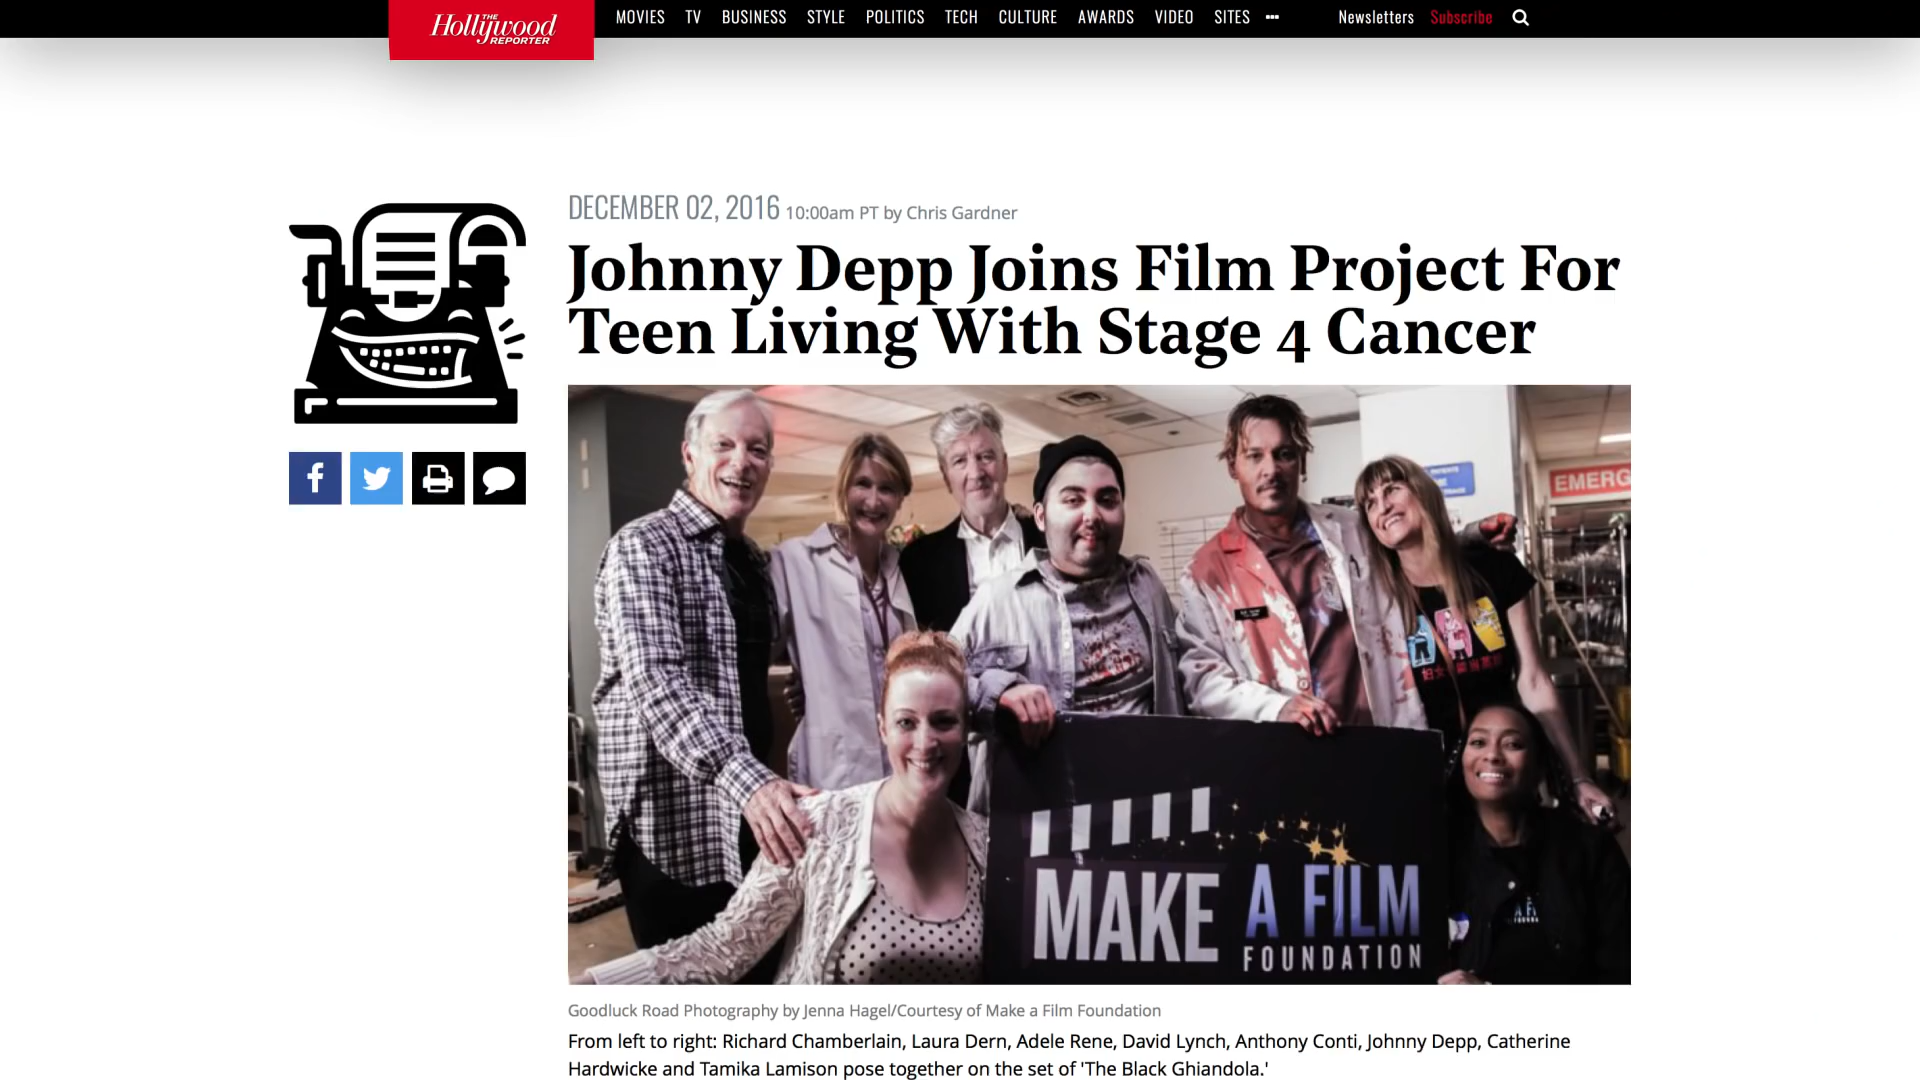 THE
Hollywood
REPORTER
MOVIES TV BUSINESS STYLE POLITICS TECH CULTURE AWARDS VIDEO SITES ••• Newsletters Subscribe
DECEMBER 02, 2016 10:00am PT by Chris Gardner
Johnny Depp Joins Film Project For
Teen Living With Stage 4 Cancer
EMERG
MAKE A FILM
FOUNDATION
Goodluck Road Photography by Jenna Hagel/Courtesy of Make a Film Foundation
From left to right: Richard Chamberlain, Laura Dern, Adele Rene, David Lynch, Anthony Conti, Johnny Depp, Catherine
Hardwicke and Tamika Lamison pose together on the set of 'The Black Ghiandola.'